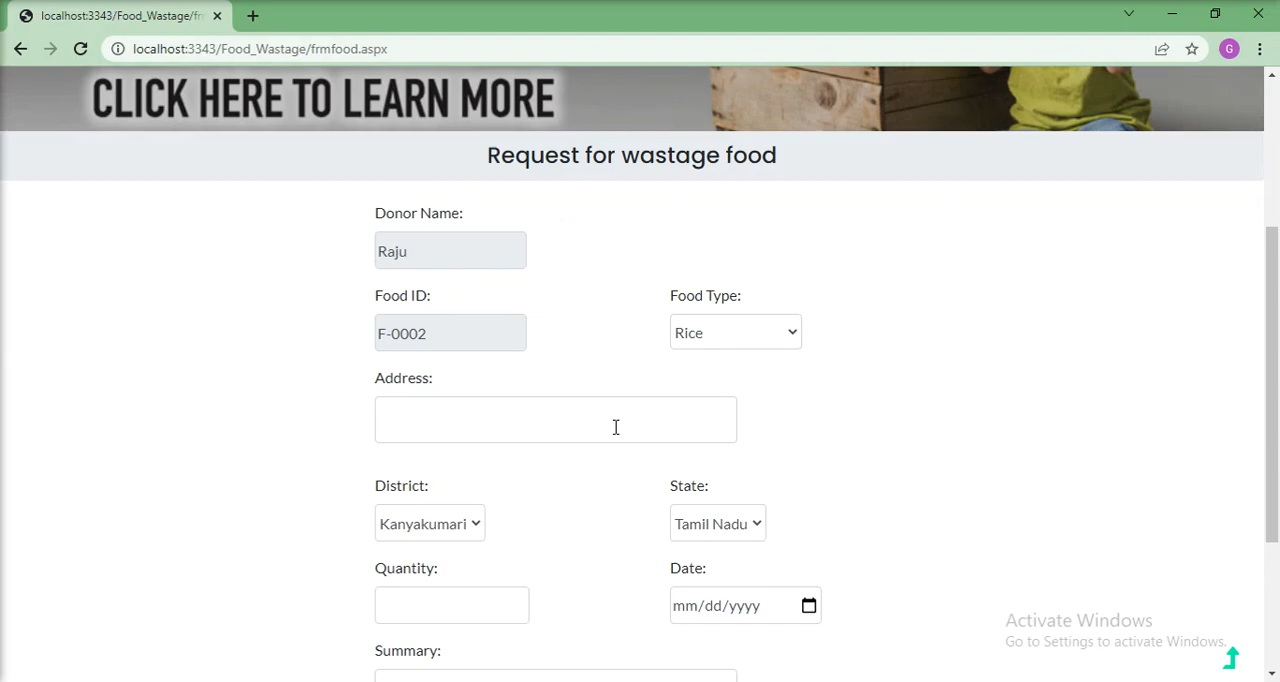 localhost:3343/Food_Wastage/fr
localhost:3343/Food_Wastage/frmfood.aspx
G
CLICK HERE TO LEARN MORE
Request for wastage food
Donor Name:
Raju
Food ID: Food Type:
F-0002 Rice
Address:
District: State:
Kanyakumari Tamil Nadu
Quantity: Date:
mm/dd/yyyy
Activate Windows
Go to Settings to activate Windows.
Summary: